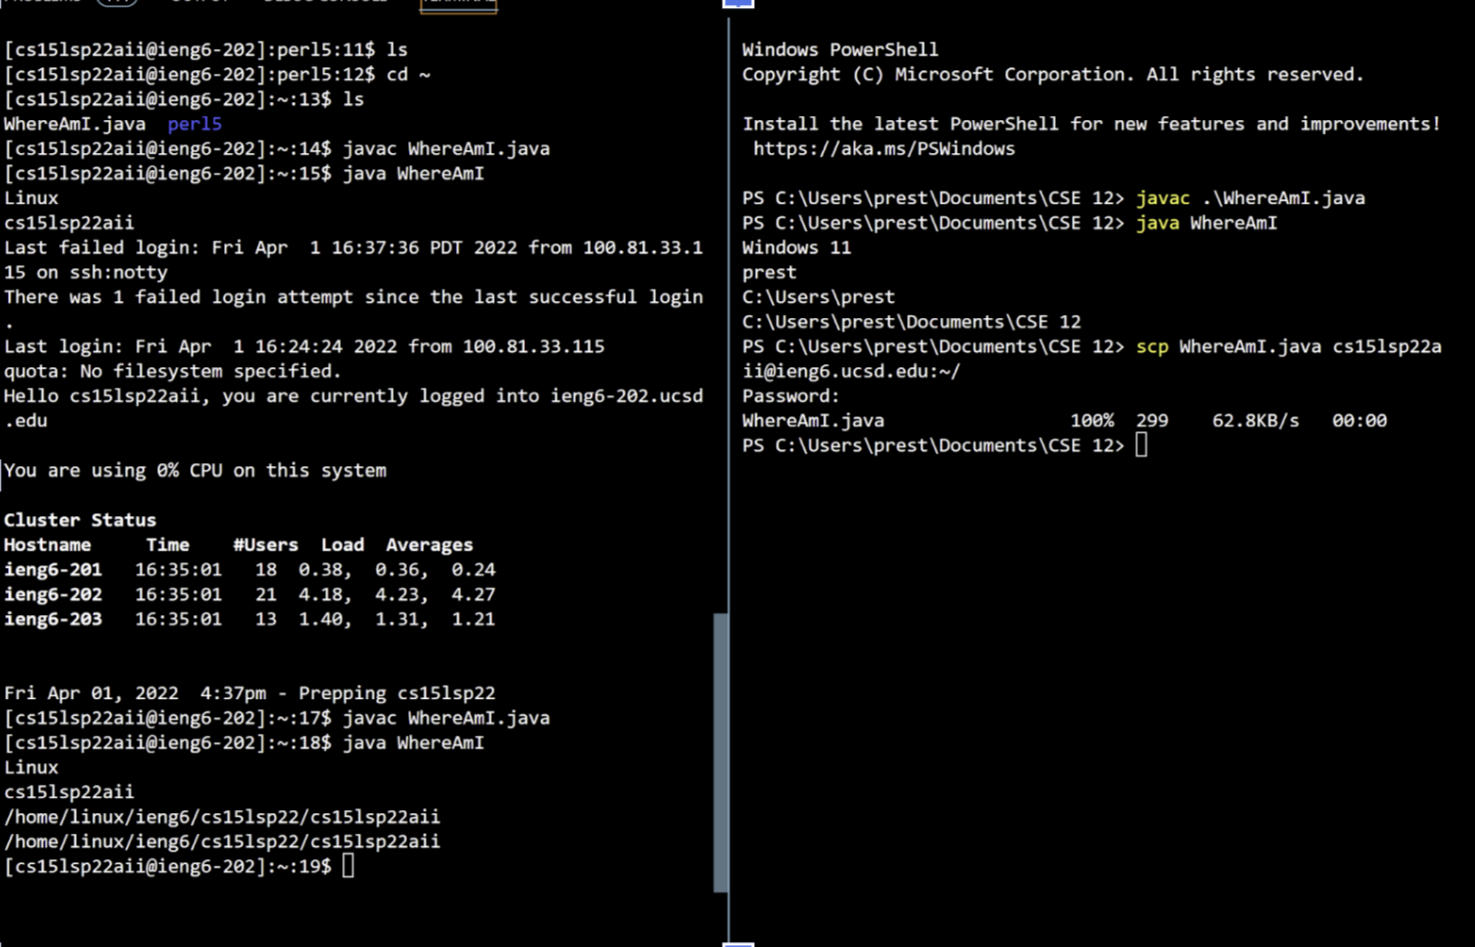 PROBLEMS OUTPUT DEBUG CONSOLE TERMINAL
[cs15lsp22aii@ieng6-202]:perl5:11$ ls
[cs15lsp22aii@ieng6-202]:perl5:12$ cd ~
[cs15lsp22aii@ieng6-202]:~:13$ ls
WhereAmI.java  perl5
[cs15lsp22aii@ieng6-202]:~:14$ javac WhereAmI.java
[cs15lsp22aii@ieng6-202]:~:15$ java WhereAmI
Linux
cs15lsp22aii
Last failed login: Fri Apr  1 16:37:36 PDT 2022 from 100.81.33.1
15 on ssh:notty
There was 1 failed login attempt since the last successful login
.
Last login: Fri Apr  1 16:24:24 2022 from 100.81.33.115
quota: No filesystem specified.
Hello cs15lsp22aii, you are currently logged into ieng6-202.ucsd
.edu
You are using 0% CPU on this system
Cluster Status
Hostname     Time    #Users  Load  Averages
ieng6-201   16:35:01   18  0.38,  0.36,  0.24
ieng6-202   16:35:01   21  4.18,  4.23,  4.27
ieng6-203   16:35:01   13  1.40,  1.31,  1.21
Fri Apr 01, 2022  4:37pm - Prepping cs15lsp22
[cs15lsp22aii@ieng6-202]:~:17$ javac WhereAmI.java
[cs15lsp22aii@ieng6-202]:~:18$ java WhereAmI
Linux
cs15lsp22aii
/home/linux/ieng6/cs15lsp22/cs15lsp22aii
/home/linux/ieng6/cs15lsp22/cs15lsp22aii
[cs15lsp22aii@ieng6-202]:~:19$
Windows PowerShell
Copyright (C) Microsoft Corporation. All rights reserved.
Install the latest PowerShell for new features and improvements!
https://aka.ms/PSWindows
PS C:\Users\prest\Documents\CSE 12> javac .\WhereAmI.java
PS C:\Users\prest\Documents\CSE 12> java WhereAmI
Windows 11
prest
C:\Users\prest
C:\Users\prest\Documents\CSE 12
PS C:\Users\prest\Documents\CSE 12> scp WhereAmI.java cs15lsp22a
ii@ieng6.ucsd.edu:~/
Password:
WhereAmI.java                 100%  299    62.8KB/s   00:00
PS C:\Users\prest\Documents\CSE 12>